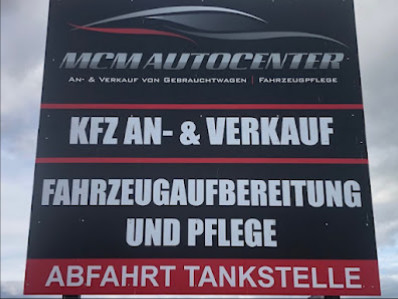 MCM AUTOCENTER
AN- & VERKAUF VON GEBRAUCHTWAGEN | FAHRZEUGPFLEGE
KFZ AN- & VERKAUF
FAHRZEUGAUFBEREITUNG
UND PFLEGE
ABFAHRT TANKSTELLE